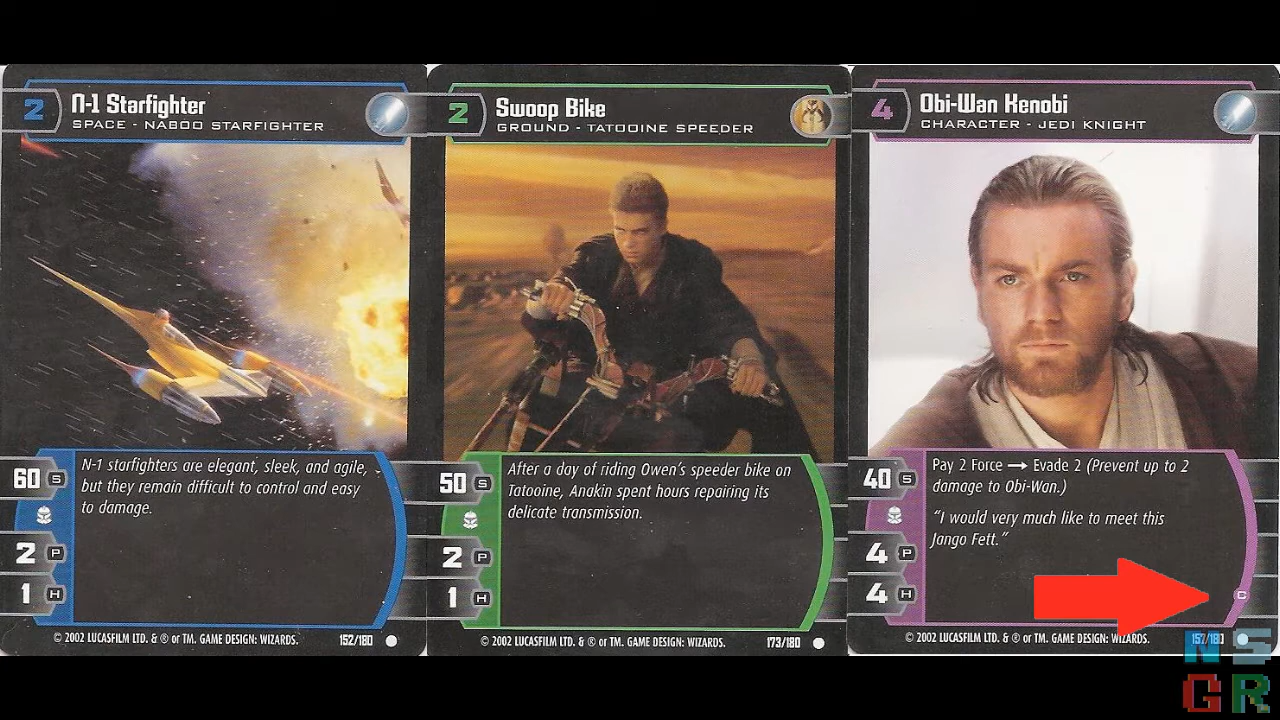 2
N-1 Starfighter
SPACE - NABOO STARFIGHTER
60 S
N-1 starfighters are elegant, sleek, and agile,
but they remain difficult to control and easy
to damage.
2 P
1 H
© 2002 LUCASFILM LTD. & ® or TM. GAME DESIGN: WIZARDS. 152/180
2
Swoop Bike
GROUND - TATOOINE SPEEDER
50 S
After a day of riding Owen's speeder bike on
Tatooine, Anakin spent hours repairing its
delicate transmission.
2 P
1 H
© 2002 LUCASFILM LTD. & ® or TM. GAME DESIGN: WIZARDS. 173/180
4
Obi-Wan Kenobi
CHARACTER - JEDI KNIGHT
40 S
Pay 2 Force → Evade 2 (Prevent up to 2
damage to Obi-Wan.)
"I would very much like to meet this
Jango Fett."
4 P
4 H
C
© 2002 LUCASFILM LTD. & ® or TM. GAME DESIGN: WIZARDS.
NS
GR